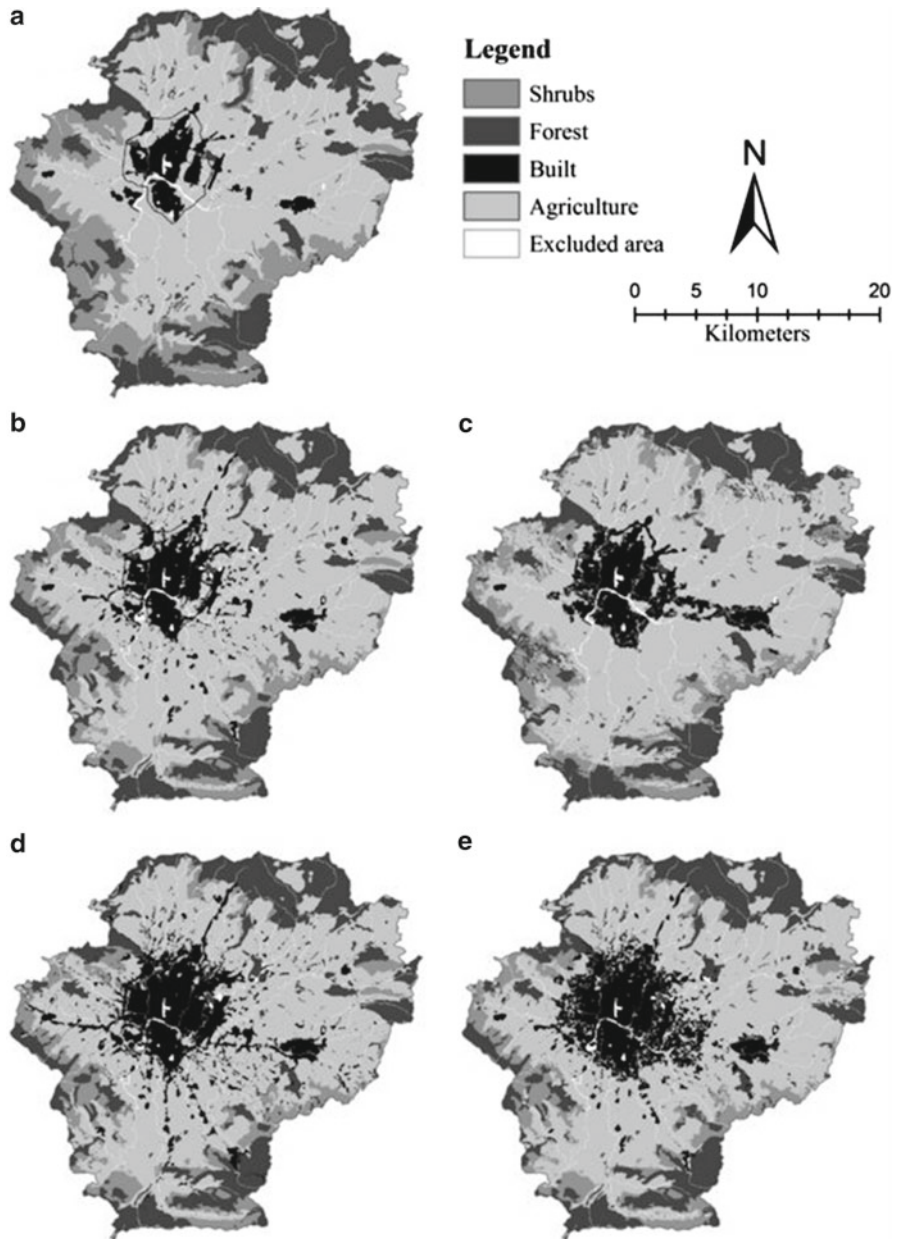 a
Legend
Shrubs
Forest
Built
Agriculture
Excluded area
N
0 5 10 20
Kilometers
b
c
d
e